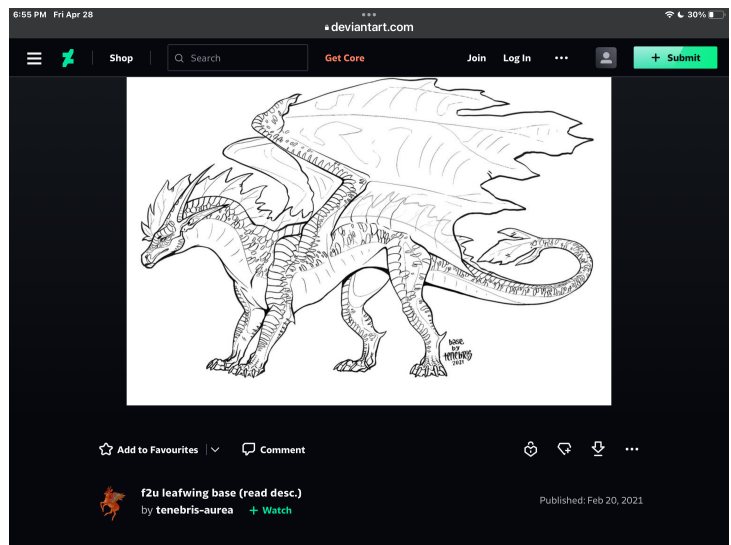 6:55 PM Fri Apr 28
30%
deviantart.com
Shop
Search
Get Core
Join
Log In
+ Submit
base
by
tenebris
2021
Add to Favourites
Comment
f2u leafwing base (read desc.)
by tenebris-aurea + Watch
Published: Feb 20, 2021